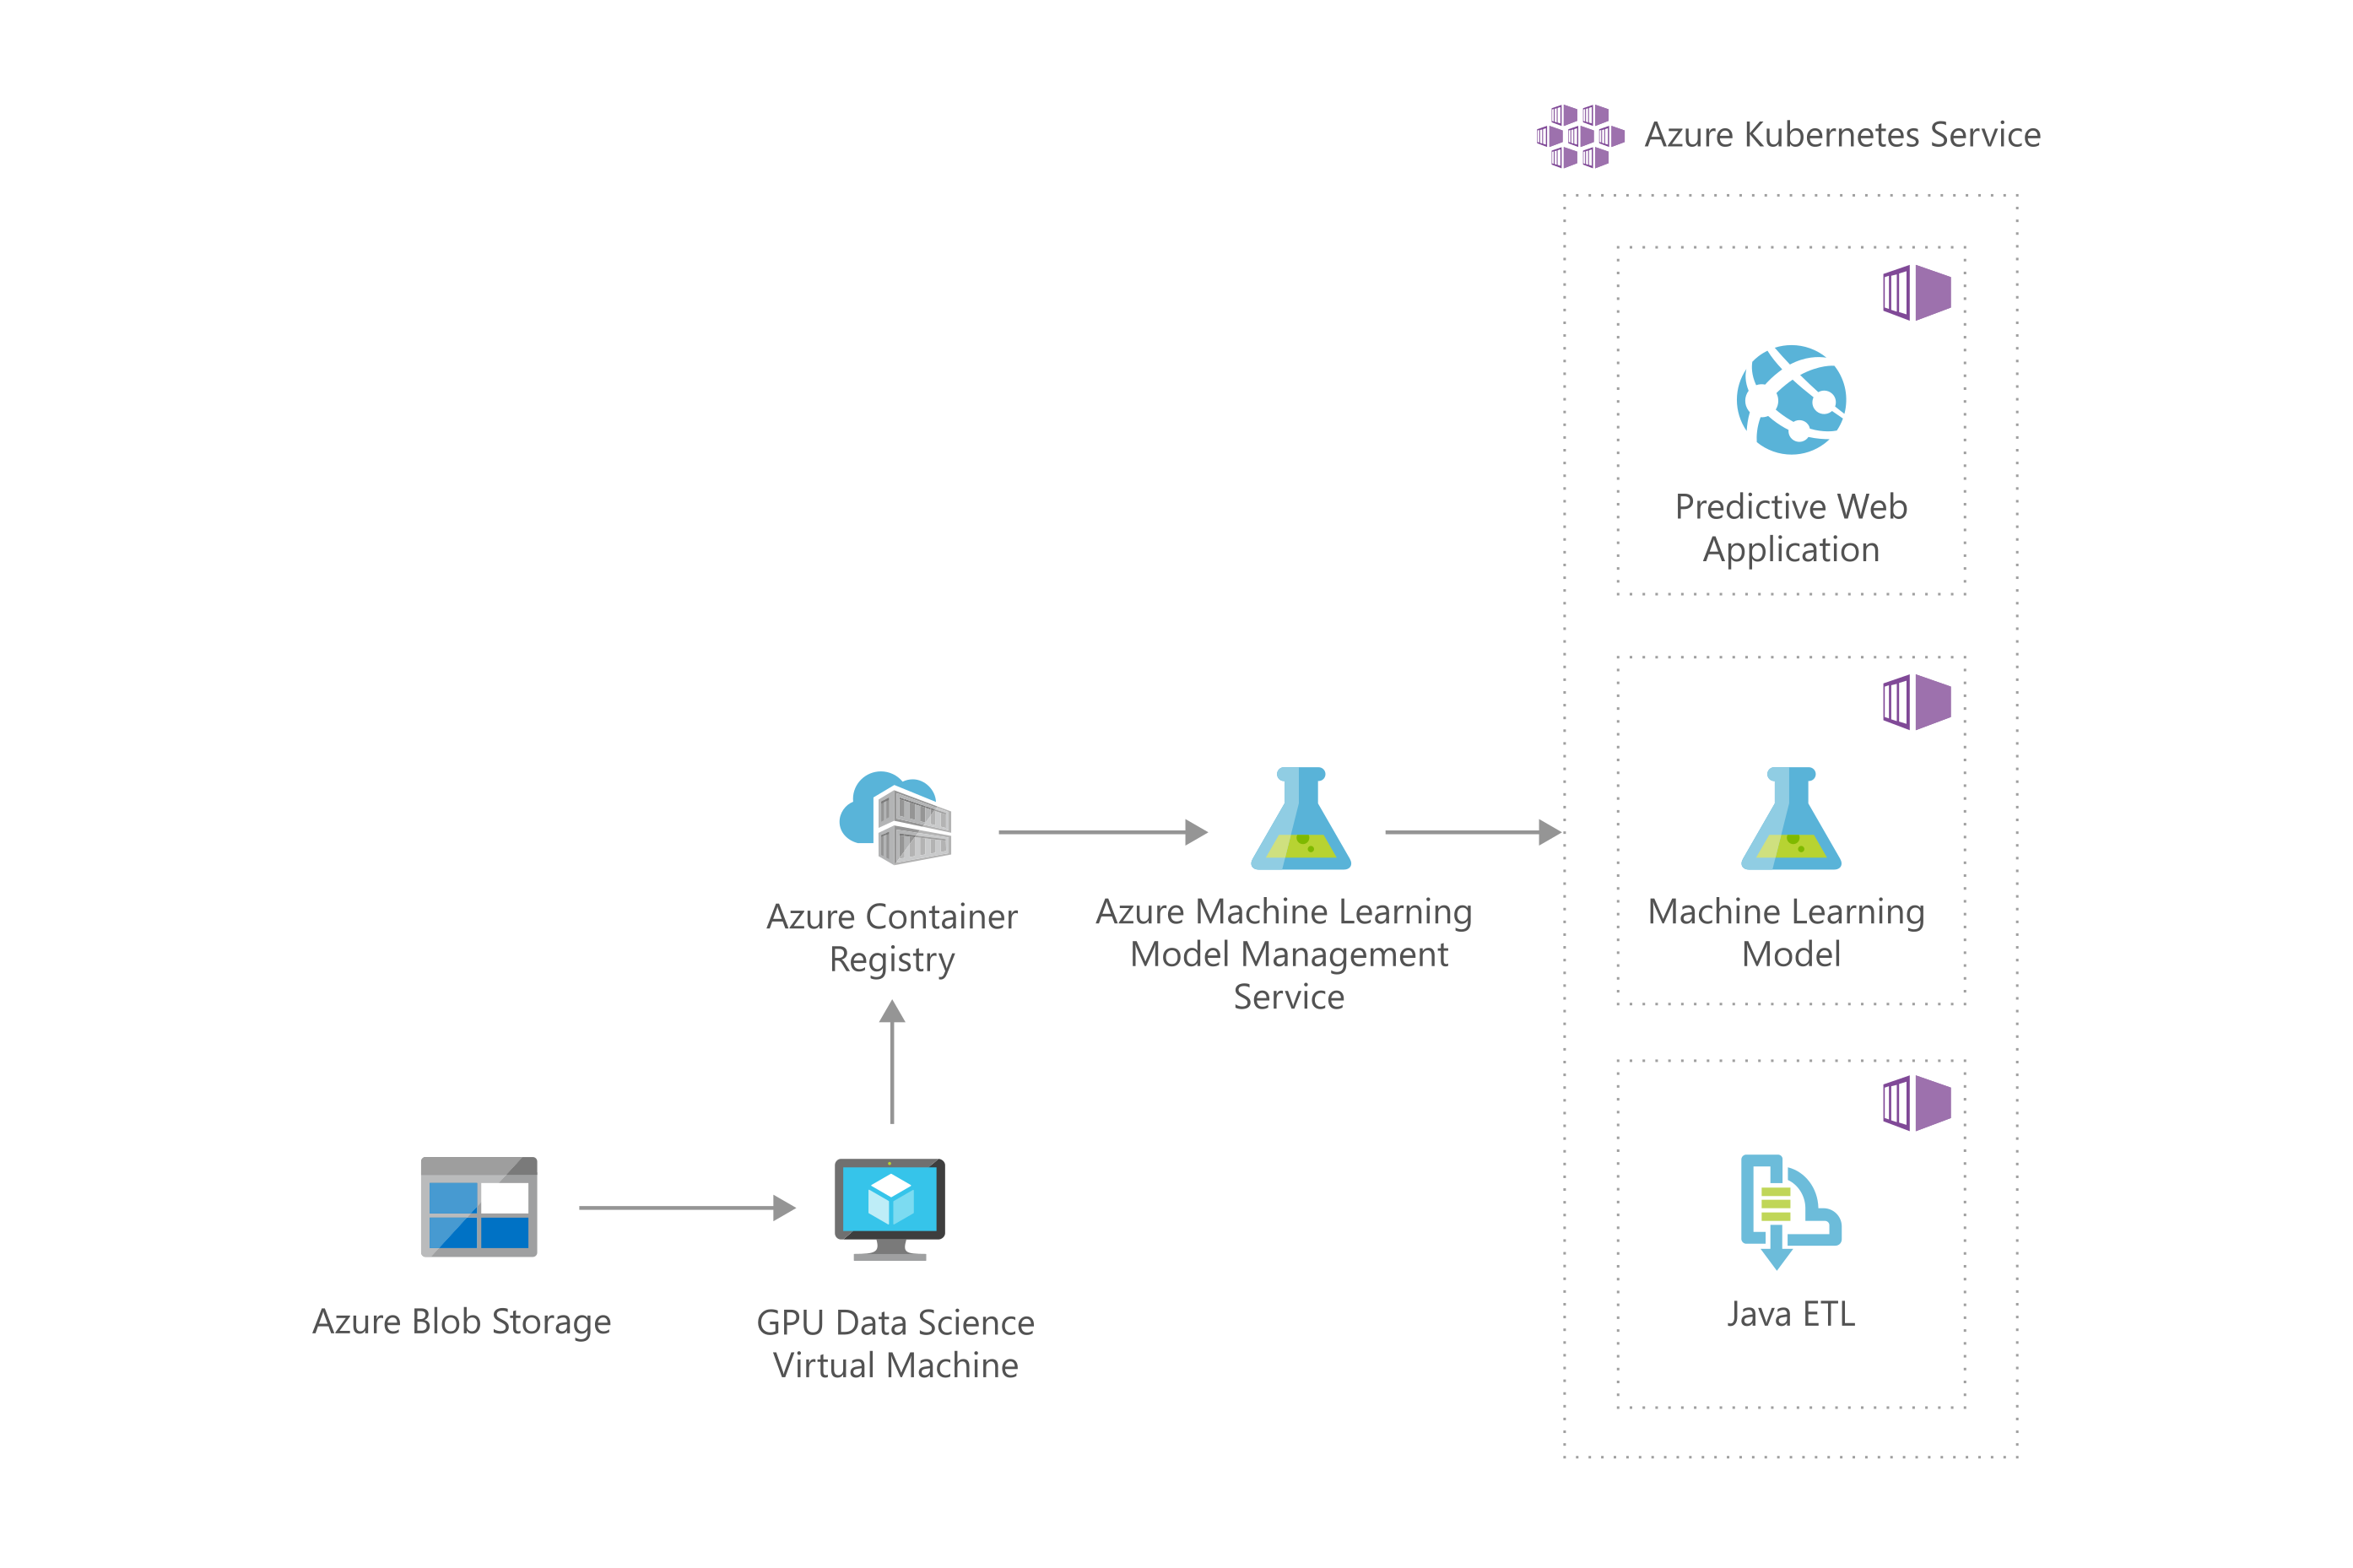 Azure Kubernetes Service
Predictive Web
Application
Azure Container
Registry
Azure Machine Learning
Model Management
Service
Machine Learning
Model
Azure Blob Storage
GPU Data Science
Virtual Machine
Java ETL